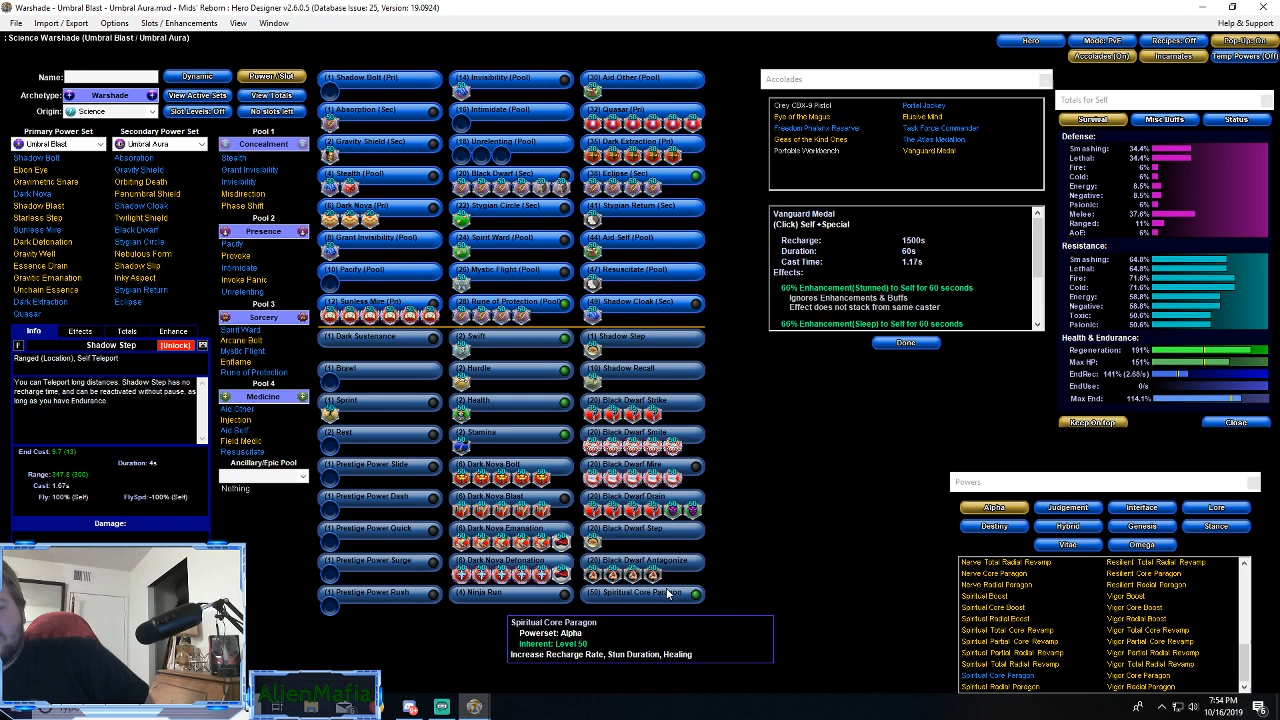 Warshade - Umbral Blast - Umbral Aura.mxd - Mids' Reborn : Hero Designer v2.6.0.5 (Database Issue: 25, Version: 19.0924)
File Import / Export Options Slots / Enhancements View Window Help & Support
: Science Warshade (Umbral Blast / Umbral Aura)
Hero Mode: PvE Recipes: Off Pop-Up: On
Accolades (On) Incarnates Temp Powers (Off)
Name: Dynamic Power / Slot
Archetype: Warshade View Active Sets View Totals
Origin: Science Slot Levels: Off No slots left
Primary Power Set Secondary Power Set Pool 1
Umbral Blast Umbral Aura Concealment
Shadow Bolt Absorption Stealth
Ebon Eye Gravity Shield Grant Invisibility
Gravimetric Snare Orbiting Death Invisibility
Dark Nova Penumbral Shield Misdirection
Shadow Blast Shadow Cloak Phase Shift
Starless Step Twilight Shield Pool 2
Sunless Mire Black Dwarf Presence
Dark Detonation Stygian Circle Pacify
Gravity Well Nebulous Form Provoke
Essence Drain Shadow Slip Intimidate
Gravitic Emanation Inky Aspect Invoke Panic
Unchain Essence Stygian Return Unrelenting
Dark Extraction Eclipse Pool 3
Quasar Sorcery
Spirit Ward
Arcane Bolt
Mystic Flight
Enflame
Rune of Protection
Pool 4
Medicine
Aid Other
Injection
Aid Self
Field Medic
Resuscitate
Ancillary/Epic Pool
Nothing
Info Effects Totals Enhance
Shadow Step [Unlock]
Ranged (Location), Self Teleport
You can Teleport long distances. Shadow Step has no
recharge time, and can be reactivated without pause, as
long as you have Endurance.
End Cost: 9.7 (13)
Duration: 4s
Range: 347.8 (300)
Cast: 1.67s
Fly: 100% (Self) FlySpd: -100% (Self)
Damage:
(1) Shadow Bolt (Pri) (14) Invisibility (Pool) (30) Aid Other (Pool)
(1) Absorption (Sec) (16) Intimidate (Pool) (32) Quasar (Pri)
(2) Gravity Shield (Sec) (18) Unrelenting (Pool) (35) Dark Extraction (Pri)
(4) Stealth (Pool) (20) Black Dwarf (Sec) (38) Eclipse (Sec)
(6) Dark Nova (Pri) (22) Stygian Circle (Sec) (41) Stygian Return (Sec)
(8) Grant Invisibility (Pool) (24) Spirit Ward (Pool) (44) Aid Self (Pool)
(10) Pacify (Pool) (26) Mystic Flight (Pool) (47) Resuscitate (Pool)
(12) Sunless Mire (Pri) (28) Rune of Protection (Pool) (49) Shadow Cloak (Sec)
(1) Dark Sustenance (2) Swift (1) Shadow Step
(1) Brawl (2) Hurdle (10) Shadow Recall
(1) Sprint (2) Health (20) Black Dwarf Strike
(2) Rest (2) Stamina (20) Black Dwarf Smite
(1) Prestige Power Slide (6) Dark Nova Bolt (20) Black Dwarf Mire
(1) Prestige Power Dash (6) Dark Nova Blast (20) Black Dwarf Drain
(1) Prestige Power Quick (6) Dark Nova Emanation (20) Black Dwarf Step
(1) Prestige Power Surge (6) Dark Nova Detonation (20) Black Dwarf Antagonize
(1) Prestige Power Rush (4) Ninja Run (50) Spiritual Core Paragon
Spiritual Core Paragon
Powerset: Alpha
Inherent: Level 50
Increase Recharge Rate, Stun Duration, Healing
Accolades
Crey CBX-9 Pistol Portal Jockey
Eye of the Magus Elusive Mind
Freedom Phalanx Reserve Task Force Commander
Geas of the Kind Ones The Atlas Medallion
Portable Workbench Vanguard Medal
Vanguard Medal
(Click) Self +Special
Recharge: 1500s
Duration: 60s
Cast Time: 1.17s
Effects:
66% Enhancement(Stunned) to Self for 60 seconds
Ignores Enhancements & Buffs
Effect does not stack from same caster
66% Enhancement(Sleep) to Self for 60 seconds
Done
Totals for Self
Survival Misc Buffs Status
Defense:
Smashing: 34.4%
Lethal: 34.4%
Fire: 6%
Cold: 6%
Energy: 8.5%
Negative: 8.5%
Psionic: 6%
Melee: 37.6%
Ranged: 11%
AoE: 6%
Resistance:
Smashing: 64.8%
Lethal: 64.8%
Fire: 71.6%
Cold: 71.6%
Energy: 58.8%
Negative: 58.8%
Toxic: 50.6%
Psionic: 50.6%
Health & Endurance:
Regeneration: 191%
Max HP: 151%
EndRec: 141% (2.68/s)
EndUse: 0/s
Max End: 114.1%
Keep On top Close
Powers
Alpha Judgement Interface Lore
Destiny Hybrid Genesis Stance
Vitae Omega
Nerve Total Radial Revamp Resilient Total Radial Revamp
Nerve Core Paragon Resilient Core Paragon
Nerve Radial Paragon Resilient Radial Paragon
Spiritual Boost Vigor Boost
Spiritual Core Boost Vigor Core Boost
Spiritual Radial Boost Vigor Radial Boost
Spiritual Total Core Revamp Vigor Total Core Revamp
Spiritual Partial Core Revamp Vigor Partial Core Revamp
Spiritual Partial Radial Revamp Vigor Partial Radial Revamp
Spiritual Total Radial Revamp Vigor Total Radial Revamp
Spiritual Core Paragon Vigor Core Paragon
Spiritual Radial Paragon Vigor Radial Paragon
AlienMafia
Type
7:54 PM
10/16/2019